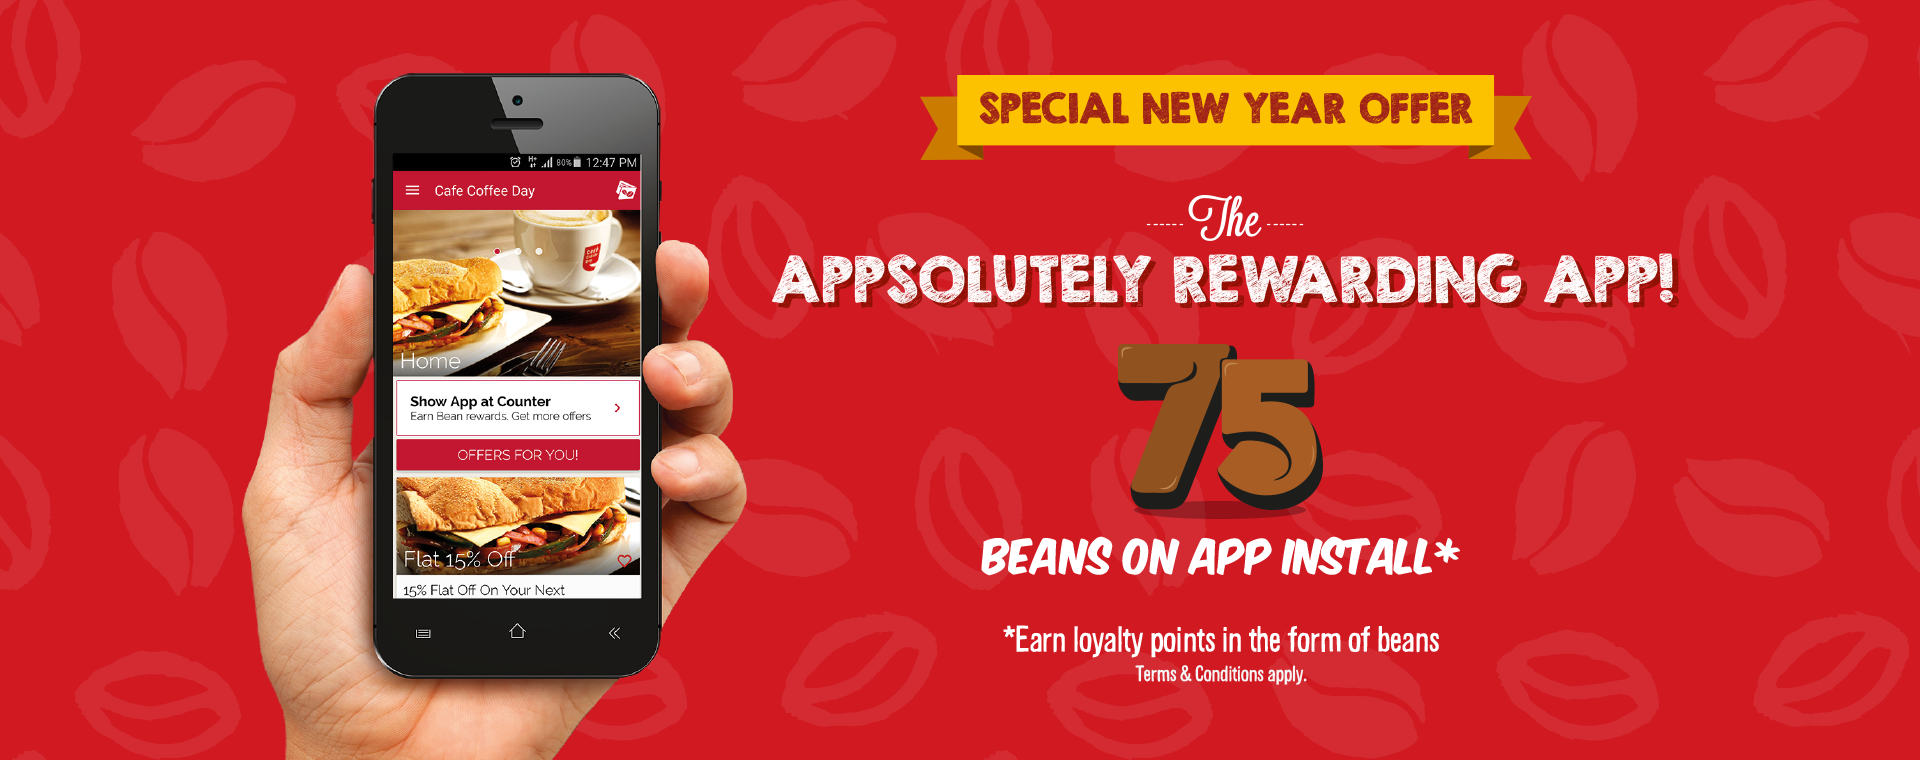 80% 12:47 PM
Cafe Coffee Day
Home
Show App at Counter
Earn Bean rewards. Get more offers
OFFERS FOR YOU!
Flat 15% Off
15% Flat Off On Your Next
SPECIAL NEW YEAR OFFER
The
APPSOLUTELY REWARDING APP!
75
BEANS ON APP INSTALL*
*Earn loyalty points in the form of beans
Terms & Conditions apply.